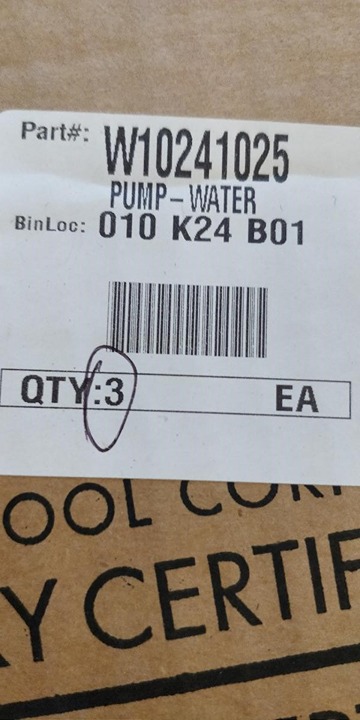 Part#: W10241025
PUMP-WATER
BinLoc: 010 K24 B01
QTY:3 EA
OOL COR
Y CERTIF